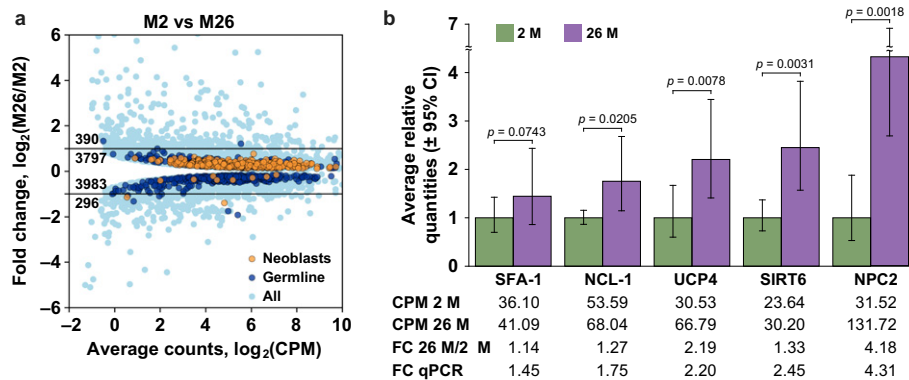 a
M2 vs M26
Fold change, log2(M26/M2)
6
4
2
0
−2
−4
−6
390
3797
3983
296
Neoblasts
Germline
All
−2 0 2 4 6 8 10
Average counts, log2(CPM)
b
Average relative
quantities (± 95% CI)
7
4
3
2
1
0
2 M 26 M
p = 0.0743
p = 0.0205
p = 0.0078
p = 0.0031
p = 0.0018
SFA-1 NCL-1 UCP4 SIRT6 NPC2
CPM 2 M 36.10 53.59 30.53 23.64 31.52
CPM 26 M 41.09 68.04 66.79 30.20 131.72
FC 26 M/2 M 1.14 1.27 2.19 1.33 4.18
FC qPCR 1.45 1.75 2.20 2.45 4.31